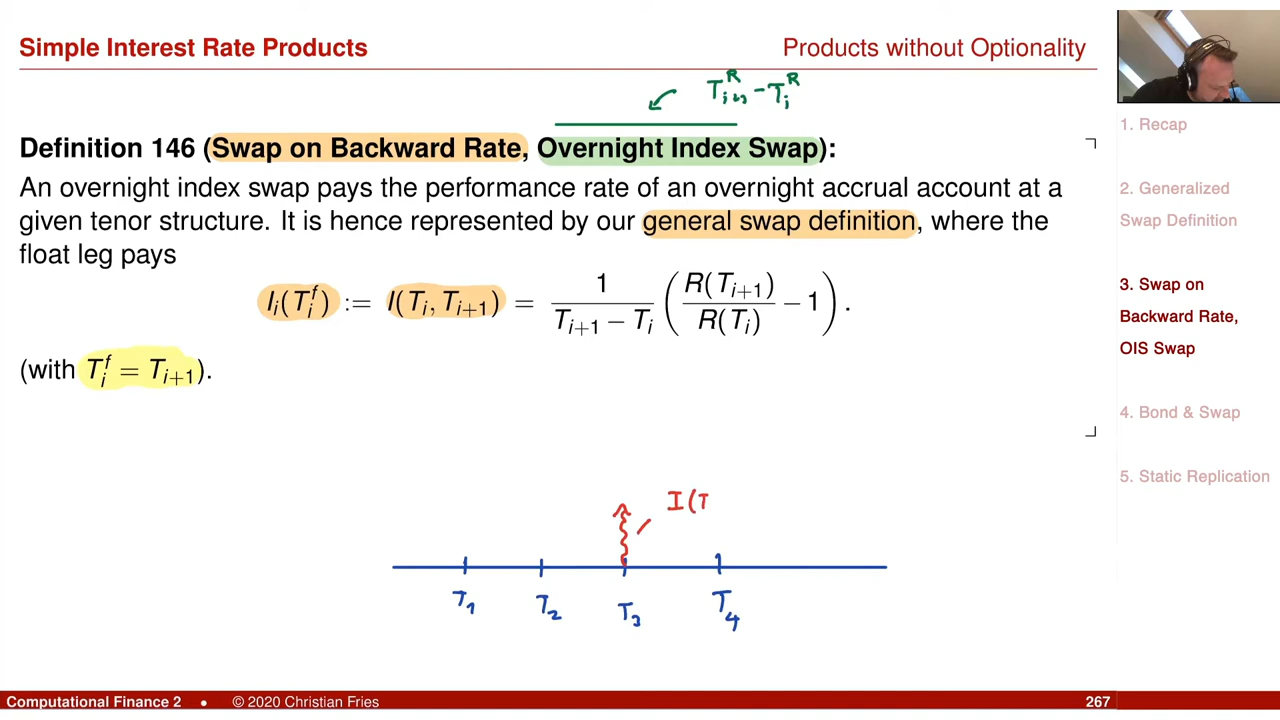 Simple Interest Rate Products
Products without Optionality
T^R_{i+1} - T^R_i
Definition 146 (Swap on Backward Rate, Overnight Index Swap):
An overnight index swap pays the performance rate of an overnight accrual account at a
given tenor structure. It is hence represented by our general swap definition, where the
float leg pays
I_i(T_i^f) := I(T_i, T_{i+1}) = \frac{1}{T_{i+1} − T_i} ( \frac{R(T_{i+1})}{R(T_i)} − 1 ).
(with T_i^f = T_{i+1}).
I(T
T_1 T_2 T_3 T_4
1. Recap
2. Generalized
Swap Definition
3. Swap on
Backward Rate,
OIS Swap
4. Bond & Swap
5. Static Replication
Computational Finance 2 • © 2020 Christian Fries 267